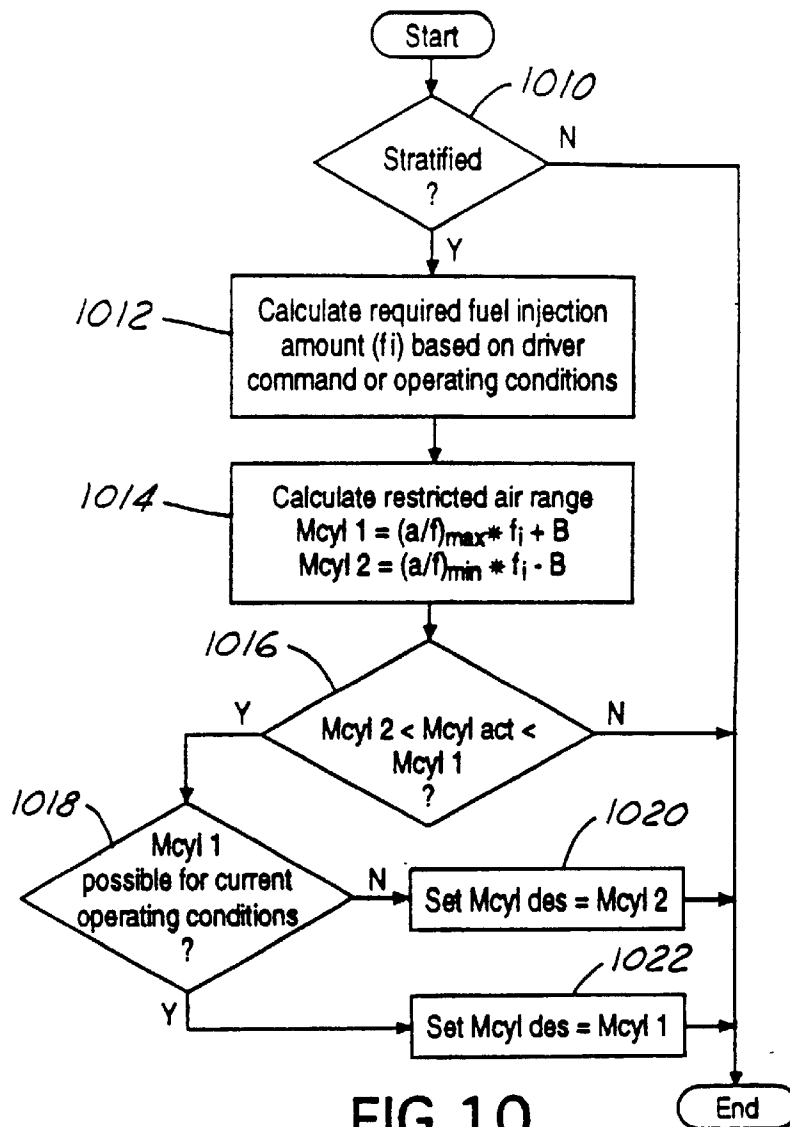 Start
1010
Stratified
?
N
Y
1012
Calculate required fuel injection
amount (fi) based on driver
command or operating conditions
1014
Calculate restricted air range
Mcyl 1 = (a/f)max* fi + B
Mcyl 2 = (a/f)min * fi - B
1016
Y
Mcyl 2 < Mcyl act <
Mcyl 1
?
N
1018
Mcyl 1
possible for current
operating conditions
?
N
1020
Set Mcyl des = Mcyl 2
1022
Y
Set Mcyl des = Mcyl 1
FIG.10
End